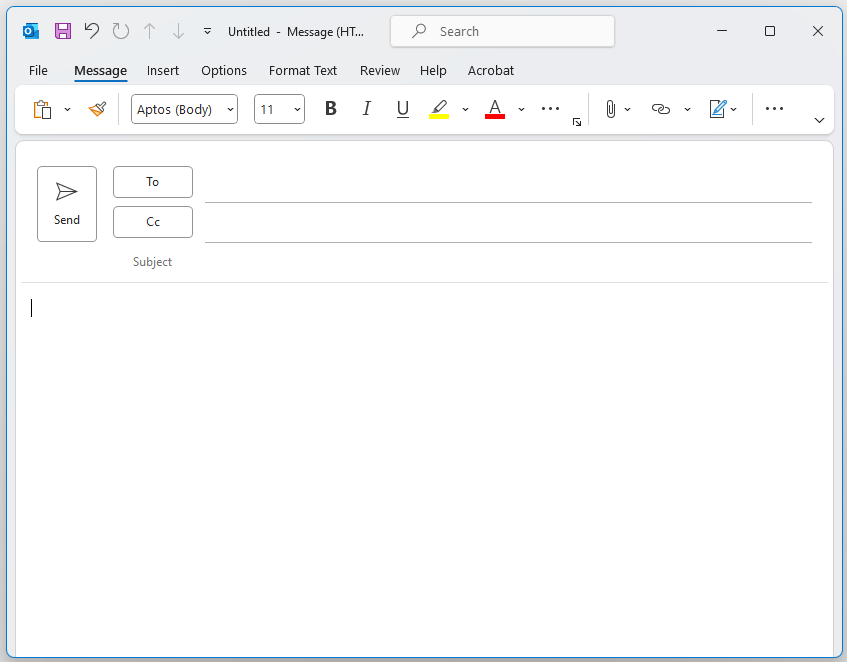 Untitled - Message (HT... Search
File Message Insert Options Format Text Review Help Acrobat
Aptos (Body) 11 B I U A
To
Send
Cc
Subject